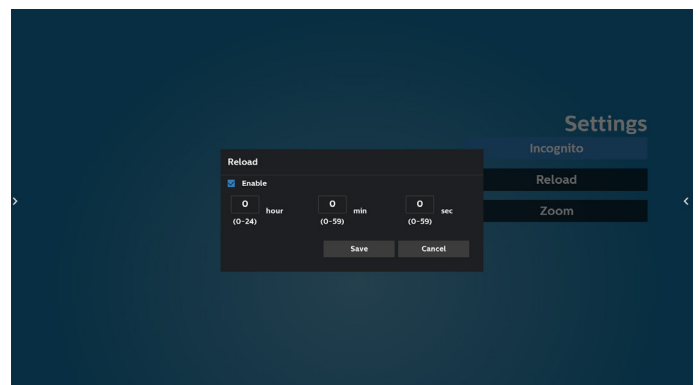 Settings
Incognito
Reload
Zoom
Reload
Enable
0 hour 0 min 0 sec
(0-24) (0-59) (0-59)
Save Cancel